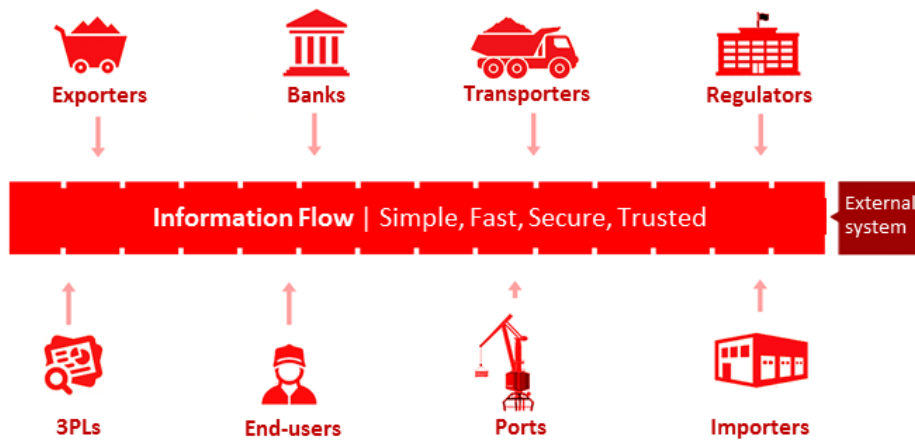 Exporters
Banks
Transporters
Regulators
Information Flow | Simple, Fast, Secure, Trusted
External
system
3PLs
End-users
Ports
Importers